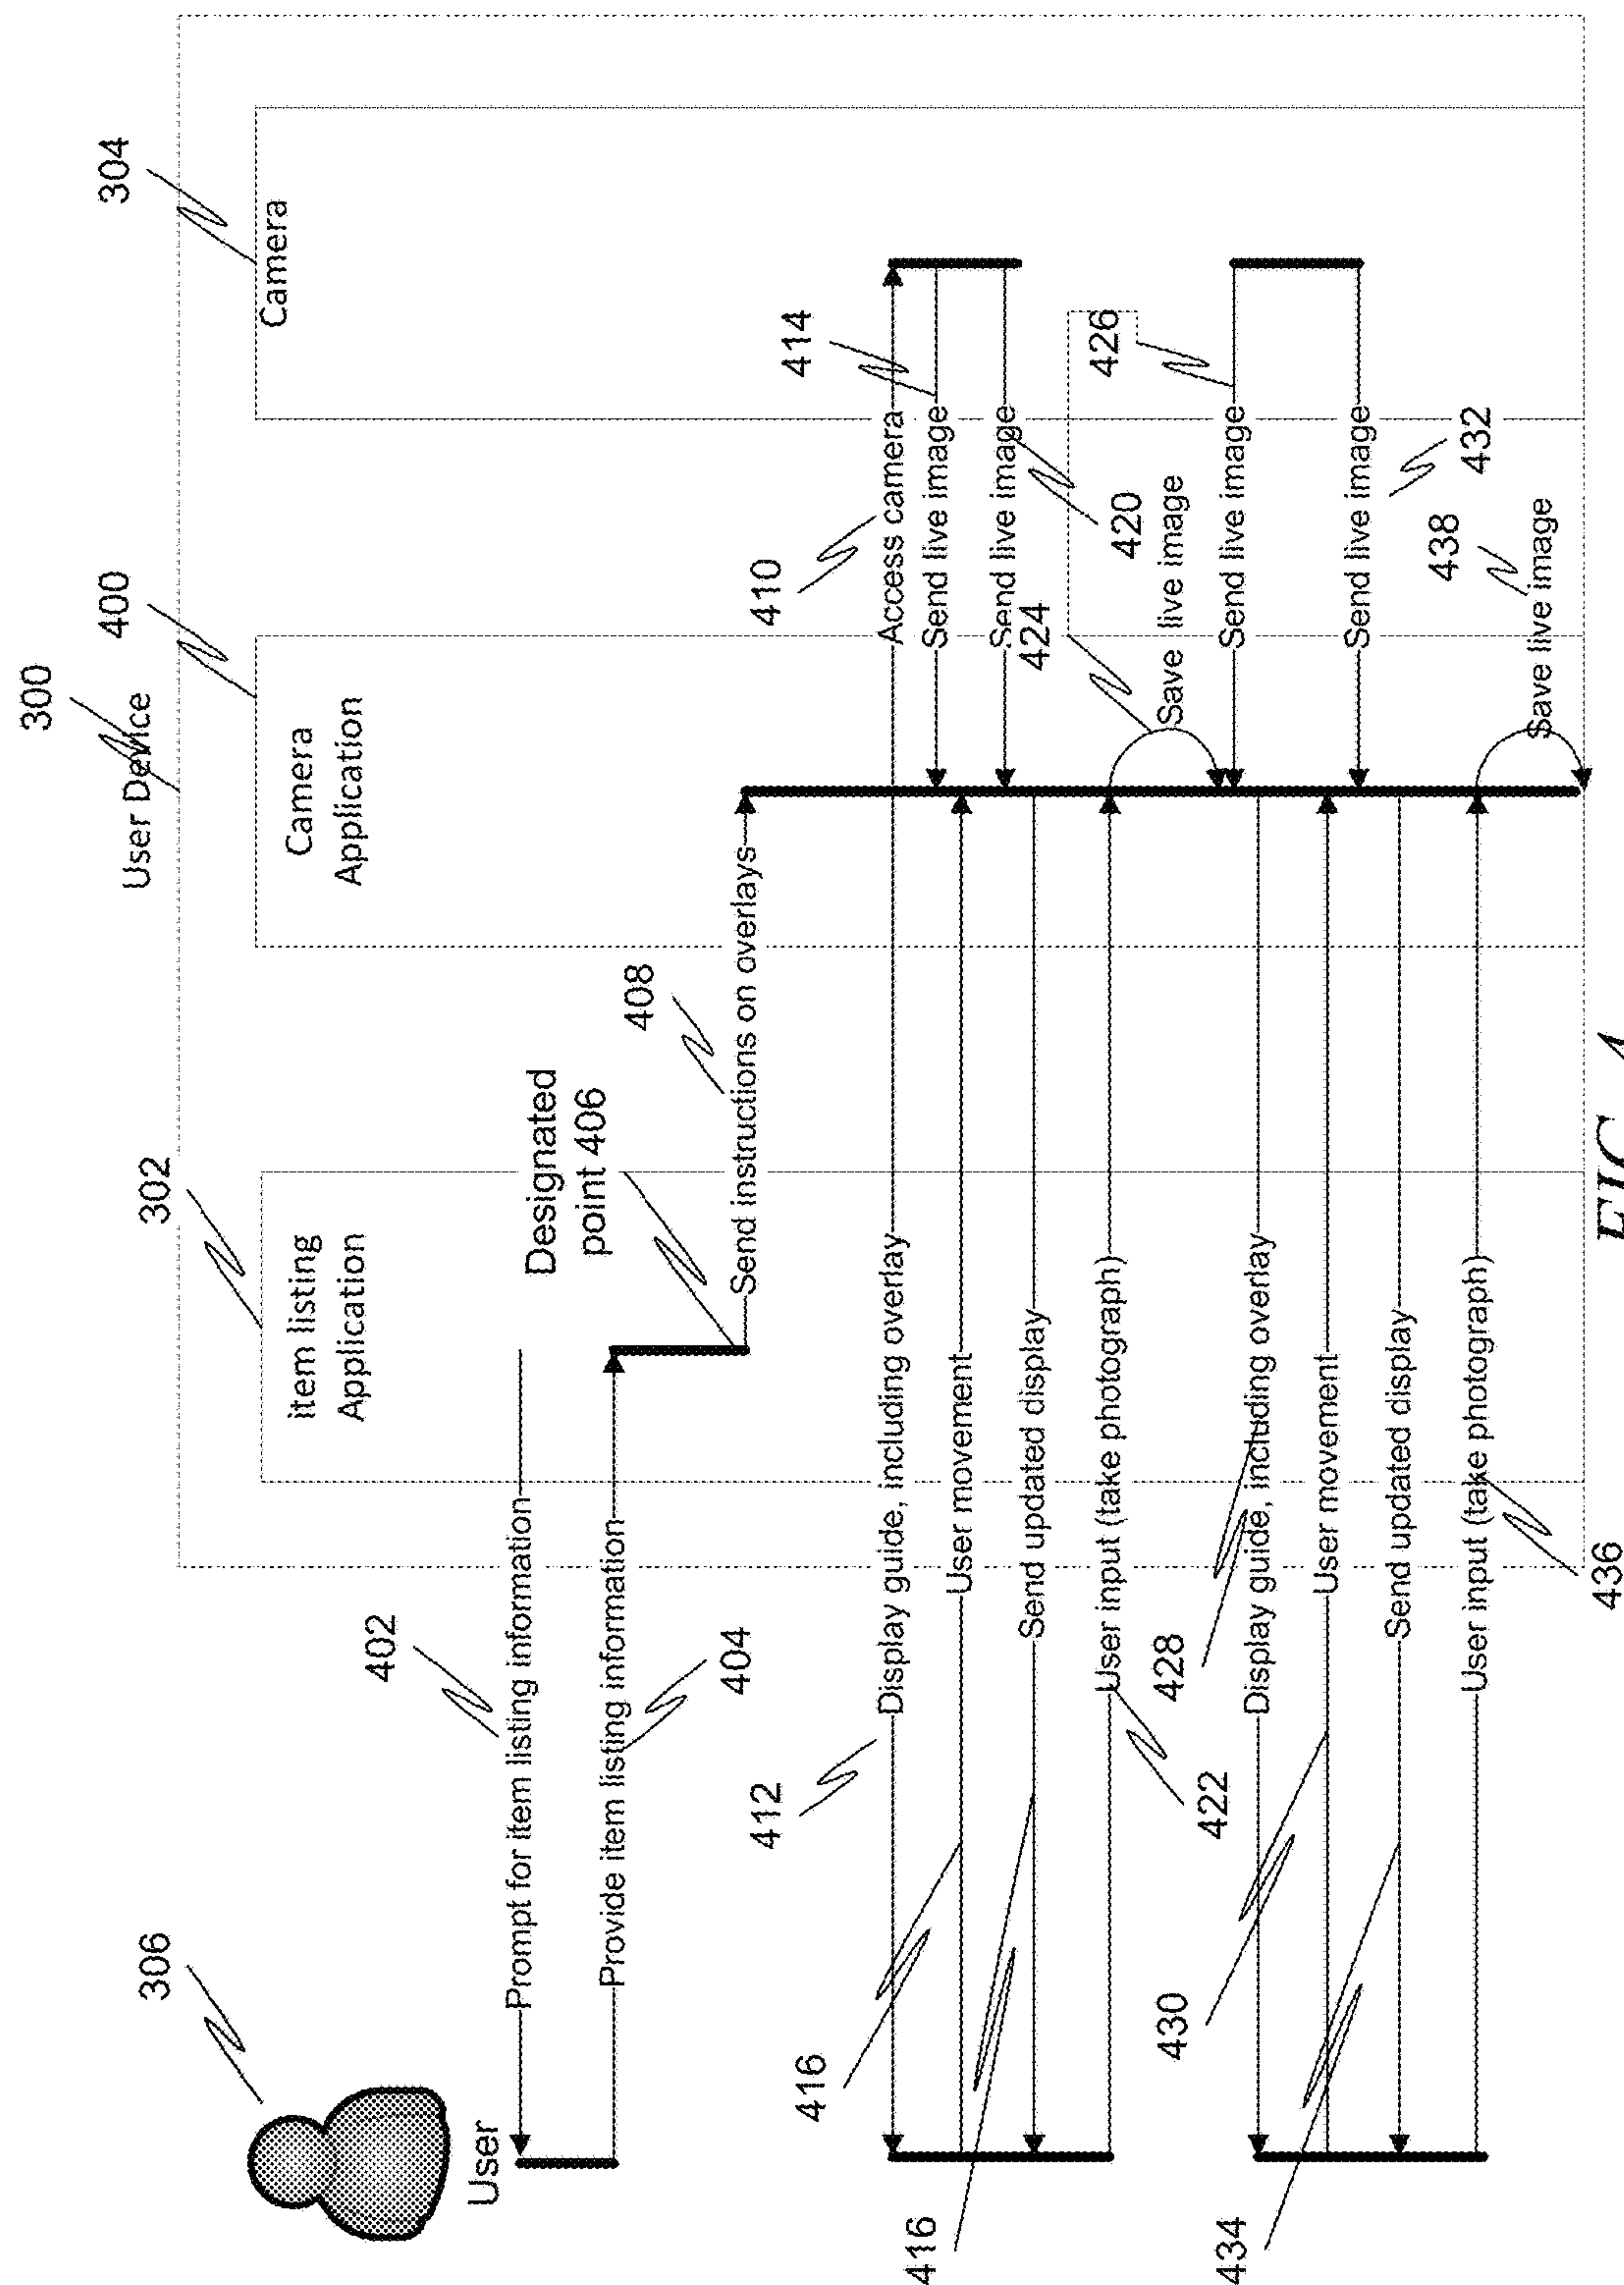 300
User Device
306
302
400
304
User
item listing
Application
Camera
Application
Camera
402
Prompt for item listing information
Designated
point 406
Provide item listing information
404
408
Send instructions on overlays
412
410
414
Display guide, including overlay
Access camera
Send live image
416
User movement
Send live image
420
416
Send updated display
424
User input (take photograph)
422
Save live image
426
428
Send live image
Display guide, including overlay
430
User movement
Send live image
432
434
Send updated display
438
User input (take photograph)
436
Save live image
FIG. 4